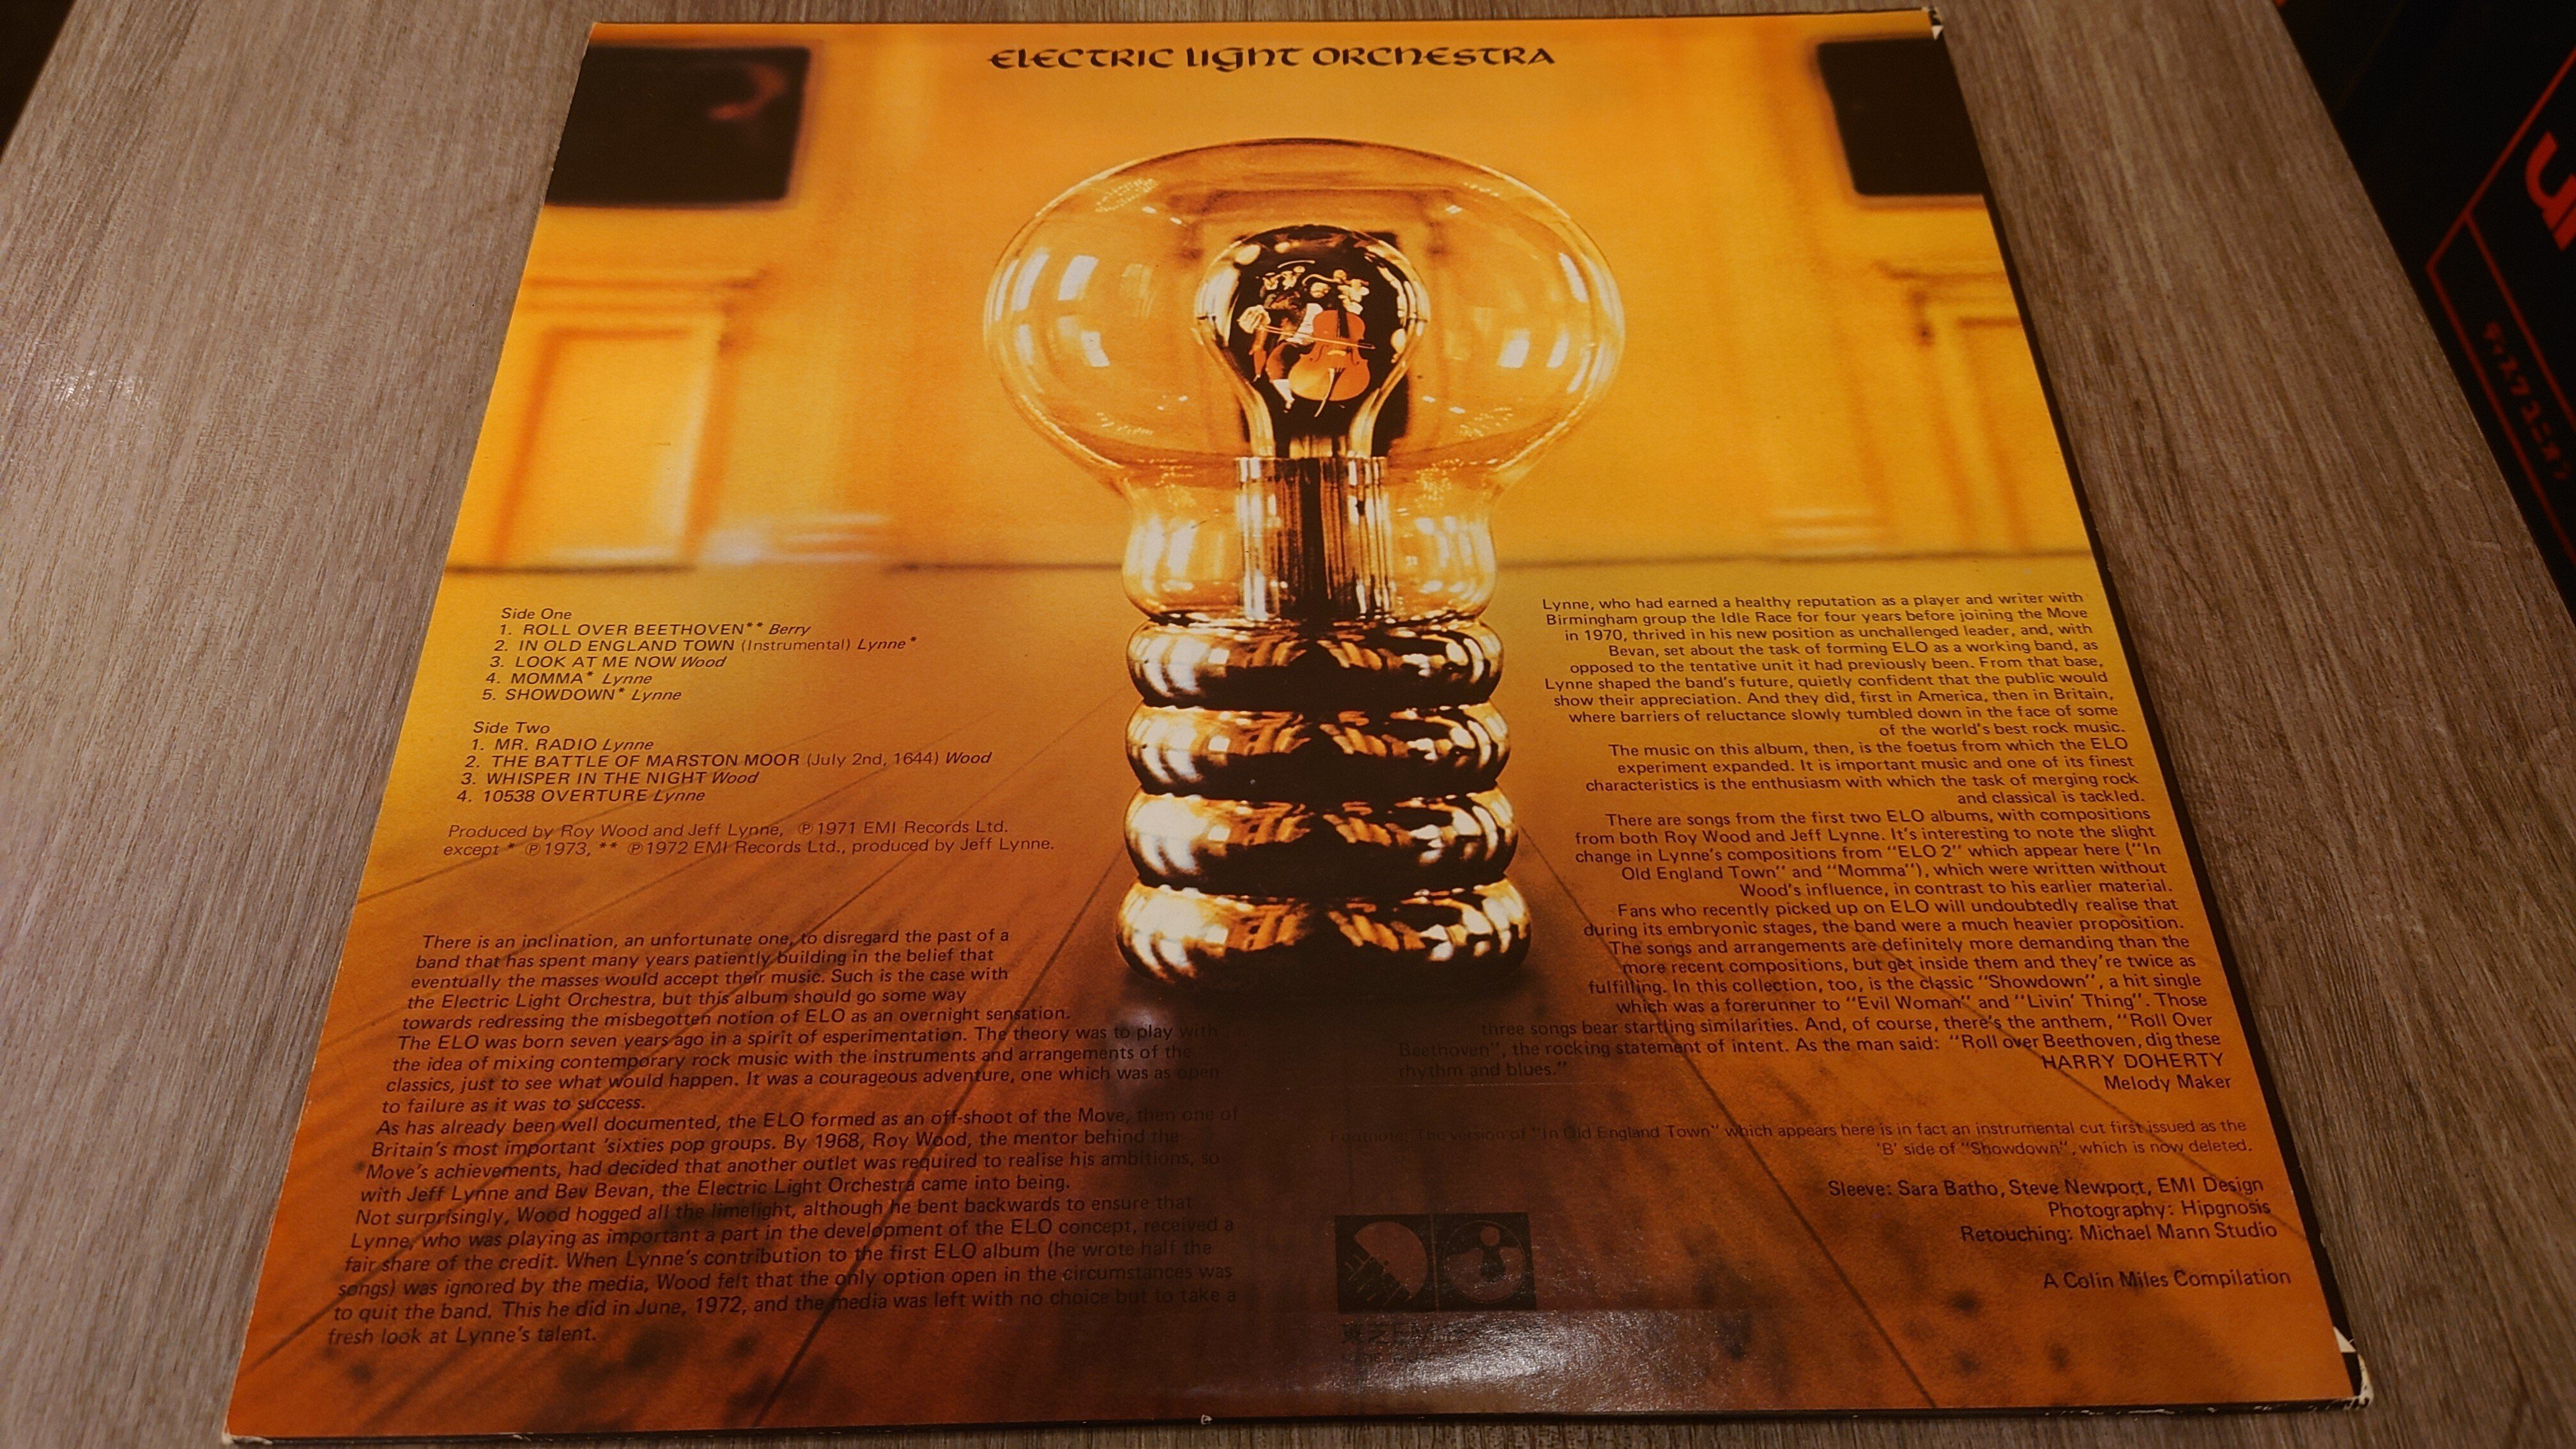 ELECTRIC LIGHT ORCHESTRA
Side One
1. ROLL OVER BEETHOVEN** Berry
2. IN OLD ENGLAND TOWN (Instrumental) Lynne*
3. LOOK AT ME NOW Wood
4. MOMMA* Lynne
5. SHOWDOWN* Lynne
Side Two
1. MR. RADIO Lynne
2. THE BATTLE OF MARSTON MOOR (July 2nd, 1644) Wood
3. WHISPER IN THE NIGHT Wood
4. 10538 OVERTURE Lynne
Produced by Roy Wood and Jeff Lynne, ℗1971 EMI Records Ltd.
except * ℗1973, ** ℗1972 EMI Records Ltd., produced by Jeff Lynne.
There is an inclination, an unfortunate one, to disregard the past of a
band that has spent many years patiently building in the belief that
eventually the masses would accept their music. Such is the case with
the Electric Light Orchestra, but this album should go some way
towards redressing the misbegotten notion of ELO as an overnight sensation.
The ELO was born seven years ago in a spirit of esperimentation. The theory was to play with
the idea of mixing contemporary rock music with the instruments and arrangements of the
classics, just to see what would happen. It was a courageous adventure, one which was as open
to failure as it was to success.
As has already been well documented, the ELO formed as an off-shoot of the Move, then one of
Britain's most important 'sixties pop groups. By 1968, Roy Wood, the mentor behind the
Move's achievements, had decided that another outlet was required to realise his ambitions, so
with Jeff Lynne and Bev Bevan, the Electric Light Orchestra came into being.
Not surprisingly, Wood hogged all the limelight, although he bent backwards to ensure that
Lynne, who was playing as important a part in the development of the ELO concept, received a
fair share of the credit. When Lynne's contribution to the first ELO album (he wrote half the
songs) was ignored by the media, Wood felt that the only option open in the circumstances was
to quit the band. This he did in June, 1972, and the media was left with no choice but to take a
fresh look at Lynne's talent.
Lynne, who had earned a healthy reputation as a player and writer with
Birmingham group the Idle Race for four years before joining the Move
in 1970, thrived in his new position as unchallenged leader, and, with
Bevan, set about the task of forming ELO as a working band, as
opposed to the tentative unit it had previously been. From that base,
Lynne shaped the band's future, quietly confident that the public would
show their appreciation. And they did, first in America, then in Britain,
where barriers of reluctance slowly tumbled down in the face of some
of the world's best rock music.
The music on this album, then, is the foetus from which the ELO
experiment expanded. It is important music and one of its finest
characteristics is the enthusiasm with which the task of merging rock
and classical is tackled.
There are songs from the first two ELO albums, with compositions
from both Roy Wood and Jeff Lynne. It's interesting to note the slight
change in Lynne's compositions from "ELO 2" which appear here ("In
Old England Town" and "Momma"), which were written without
Wood's influence, in contrast to his earlier material.
Fans who recently picked up on ELO will undoubtedly realise that
during its embryonic stages, the band were a much heavier proposition.
The songs and arrangements are definitely more demanding than the
more recent compositions, but get inside them and they're twice as
fulfilling. In this collection, too, is the classic "Showdown", a hit single
which was a forerunner to "Evil Woman" and "Livin' Thing". Those
three songs bear startling similarities. And, of course, there's the anthem, "Roll Over
Beethoven", the rocking statement of intent. As the man said: "Roll over Beethoven, dig these
rhythm and blues."
HARRY DOHERTY
Melody Maker
Footnote: The version of "In Old England Town" which appears here is in fact an instrumental cut first issued as the
'B' side of "Showdown", which is now deleted.
Sleeve: Sara Batho, Steve Newport, EMI Design
Photography: Hipgnosis
Retouching: Michael Mann Studio
A Colin Miles Compilation